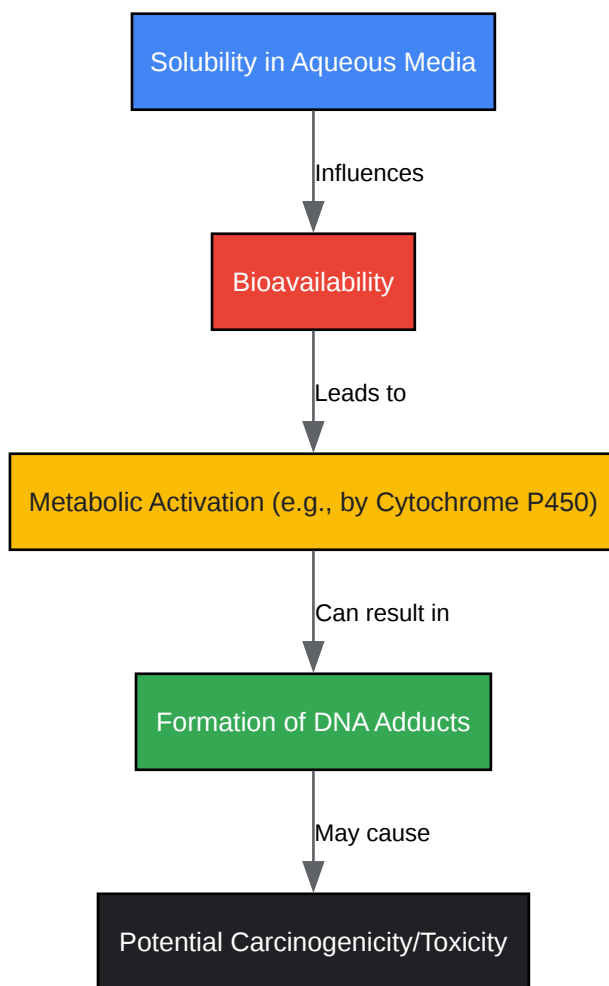 Solubility in Aqueous Media
Influences
Bioavailability
Leads to
Metabolic Activation (e.g., by Cytochrome P450)
Can result in
Formation of DNA Adducts
May cause
Potential Carcinogenicity/Toxicity